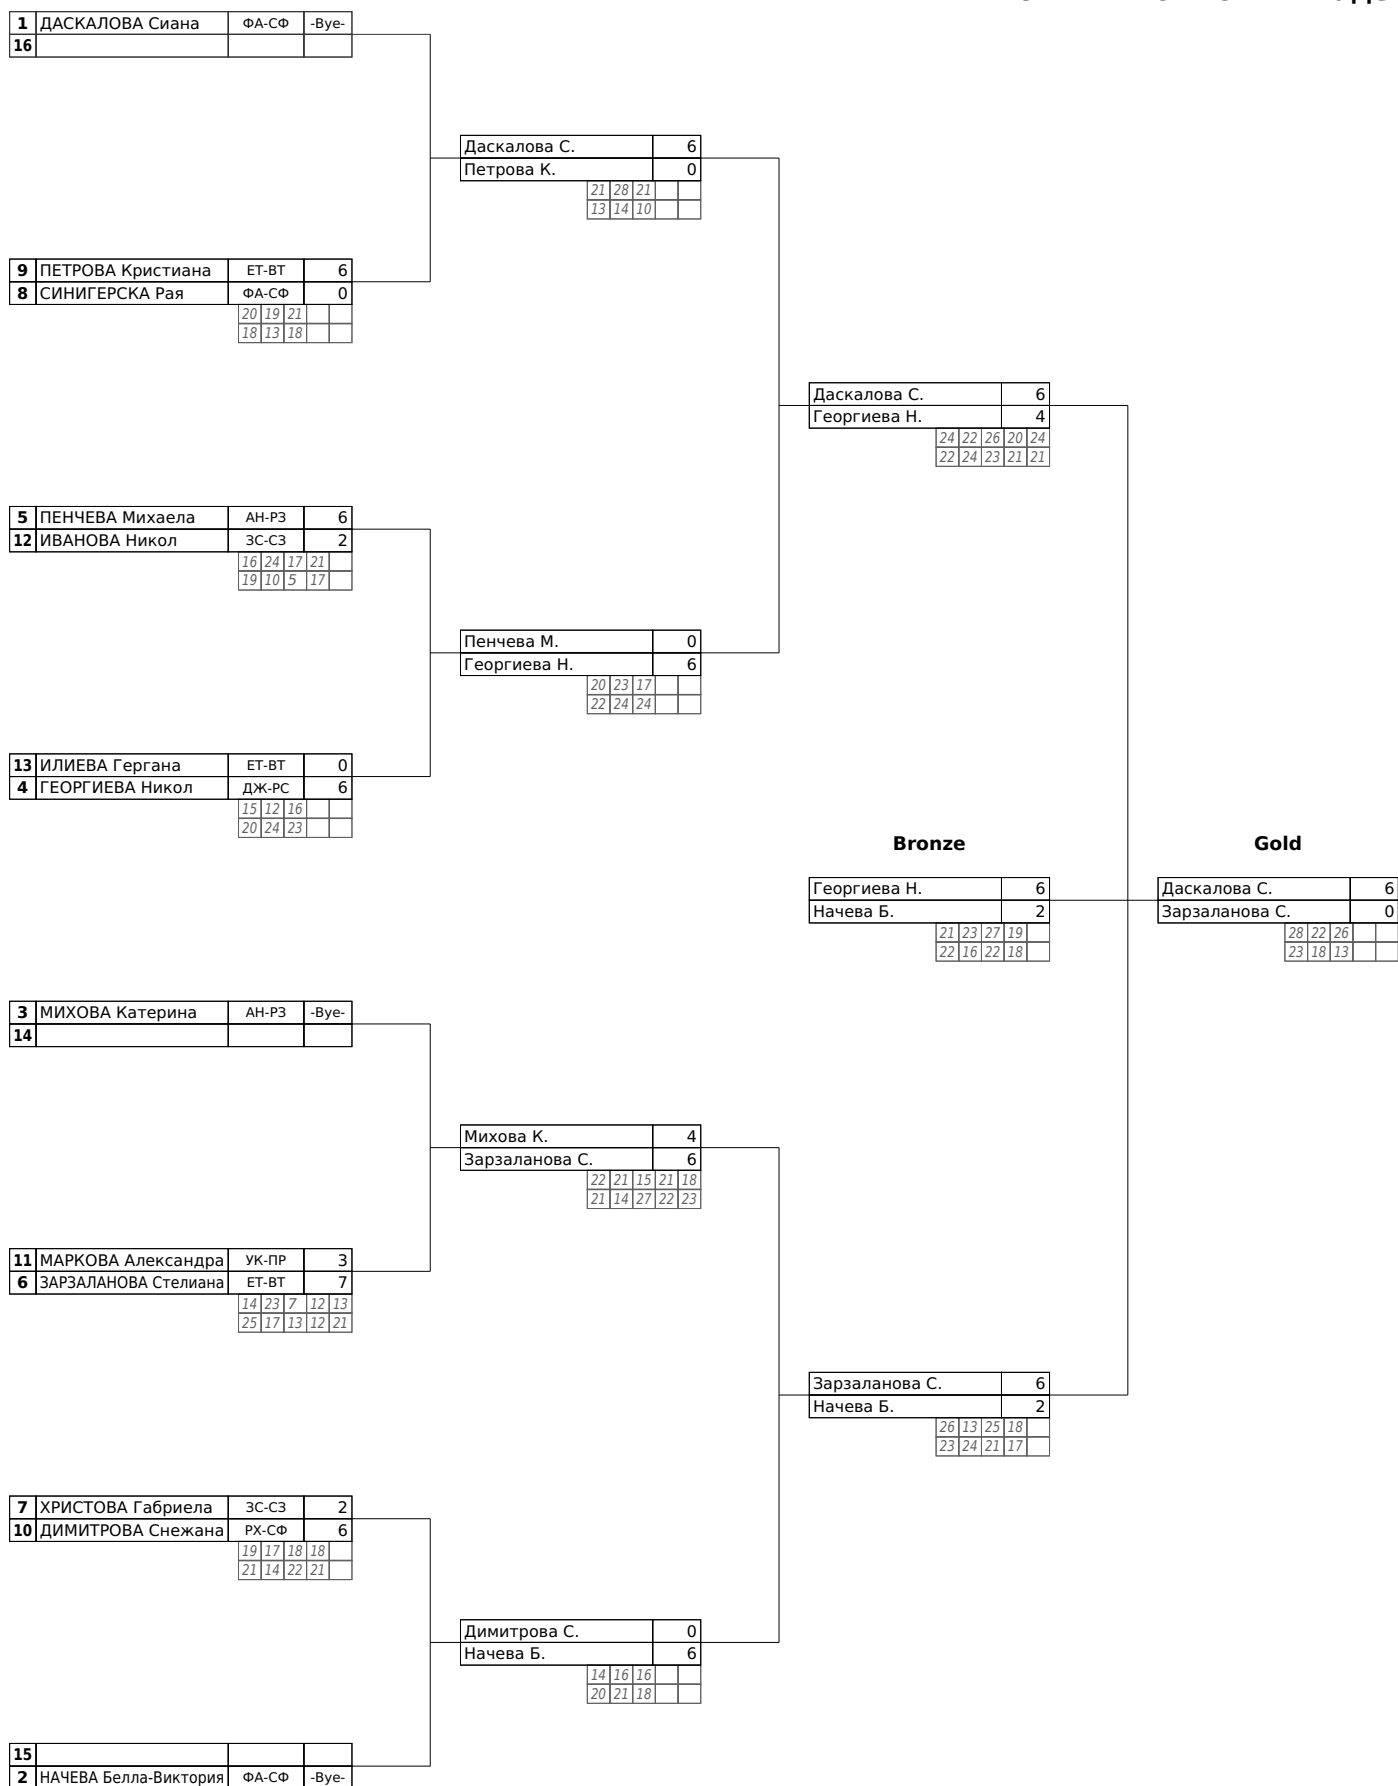 1 ДАСКАЛОВА Сиана ФА-СФ -Bye-
16
Даскалова С. 6
Петрова К. 0
21 28 21
13 14 10
9 ПЕТРОВА Кристиана ЕТ-ВТ 6
8 СИНИГЕРСКА Рая ФА-СФ 0
20 19 21
18 13 18
Даскалова С. 6
Георгиева Н. 4
24 22 26 20 24
22 24 23 21 21
5 ПЕНЧЕВА Михаела АН-РЗ 6
12 ИВАНОВА Никол ЗС-СЗ 2
16 24 17 21
19 10 5 17
Пенчева М. 0
Георгиева Н. 6
20 23 17
22 24 24
13 ИЛИЕВА Гергана ЕТ-ВТ 0
4 ГЕОРГИЕВА Никол ДЖ-РС 6
15 12 16
20 24 23
Bronze Gold
Георгиева Н. 6
Начева Б. 2
21 23 27 19
22 16 22 18
Даскалова С. 6
Зарзаланова С. 0
28 22 26
23 18 13
3 МИХОВА Катерина АН-РЗ -Bye-
14
Михова К. 4
Зарзаланова С. 6
22 21 15 21 18
21 14 27 22 23
11 МАРКОВА Александра УК-ПР 3
6 ЗАРЗАЛАНОВА Стелиана ЕТ-ВТ 7
14 23 7 12 13
25 17 13 12 21
Зарзаланова С. 6
Начева Б. 2
26 13 25 18
23 24 21 17
7 ХРИСТОВА Габриела ЗС-СЗ 2
10 ДИМИТРОВА Снежана РХ-СФ 6
19 17 18 18
21 14 22 21
Димитрова С. 0
Начева Б. 6
14 16 16
20 21 18
15
2 НАЧЕВА Белла-Виктория ФА-СФ -Bye-